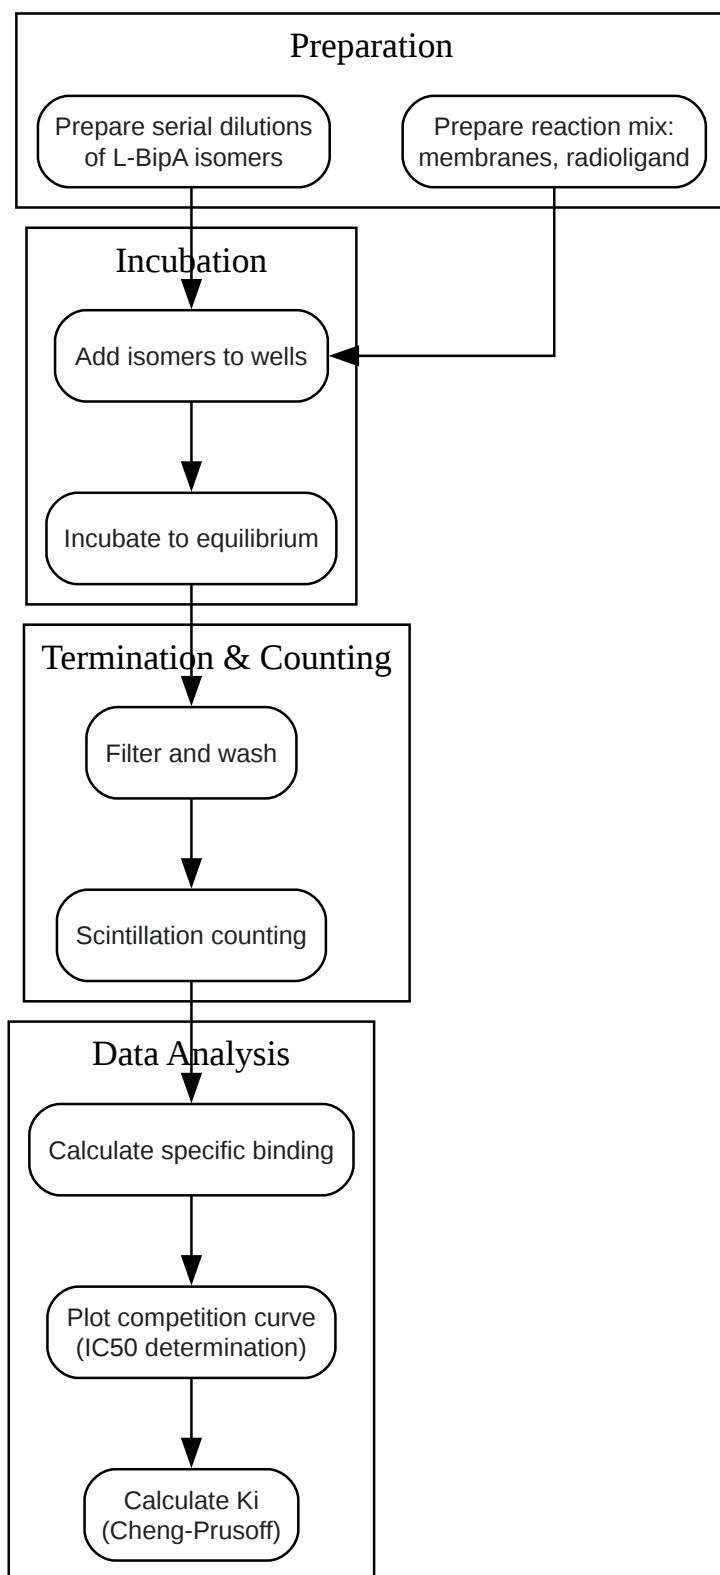 Preparation
Prepare serial dilutions
of L-BipA isomers
Prepare reaction mix:
membranes, radioligand
Incubation
Add isomers to wells
Incubate to equilibrium
Termination & Counting
Filter and wash
Scintillation counting
Data Analysis
Calculate specific binding
Plot competition curve
(IC50 determination)
Calculate Ki
(Cheng-Prusoff)